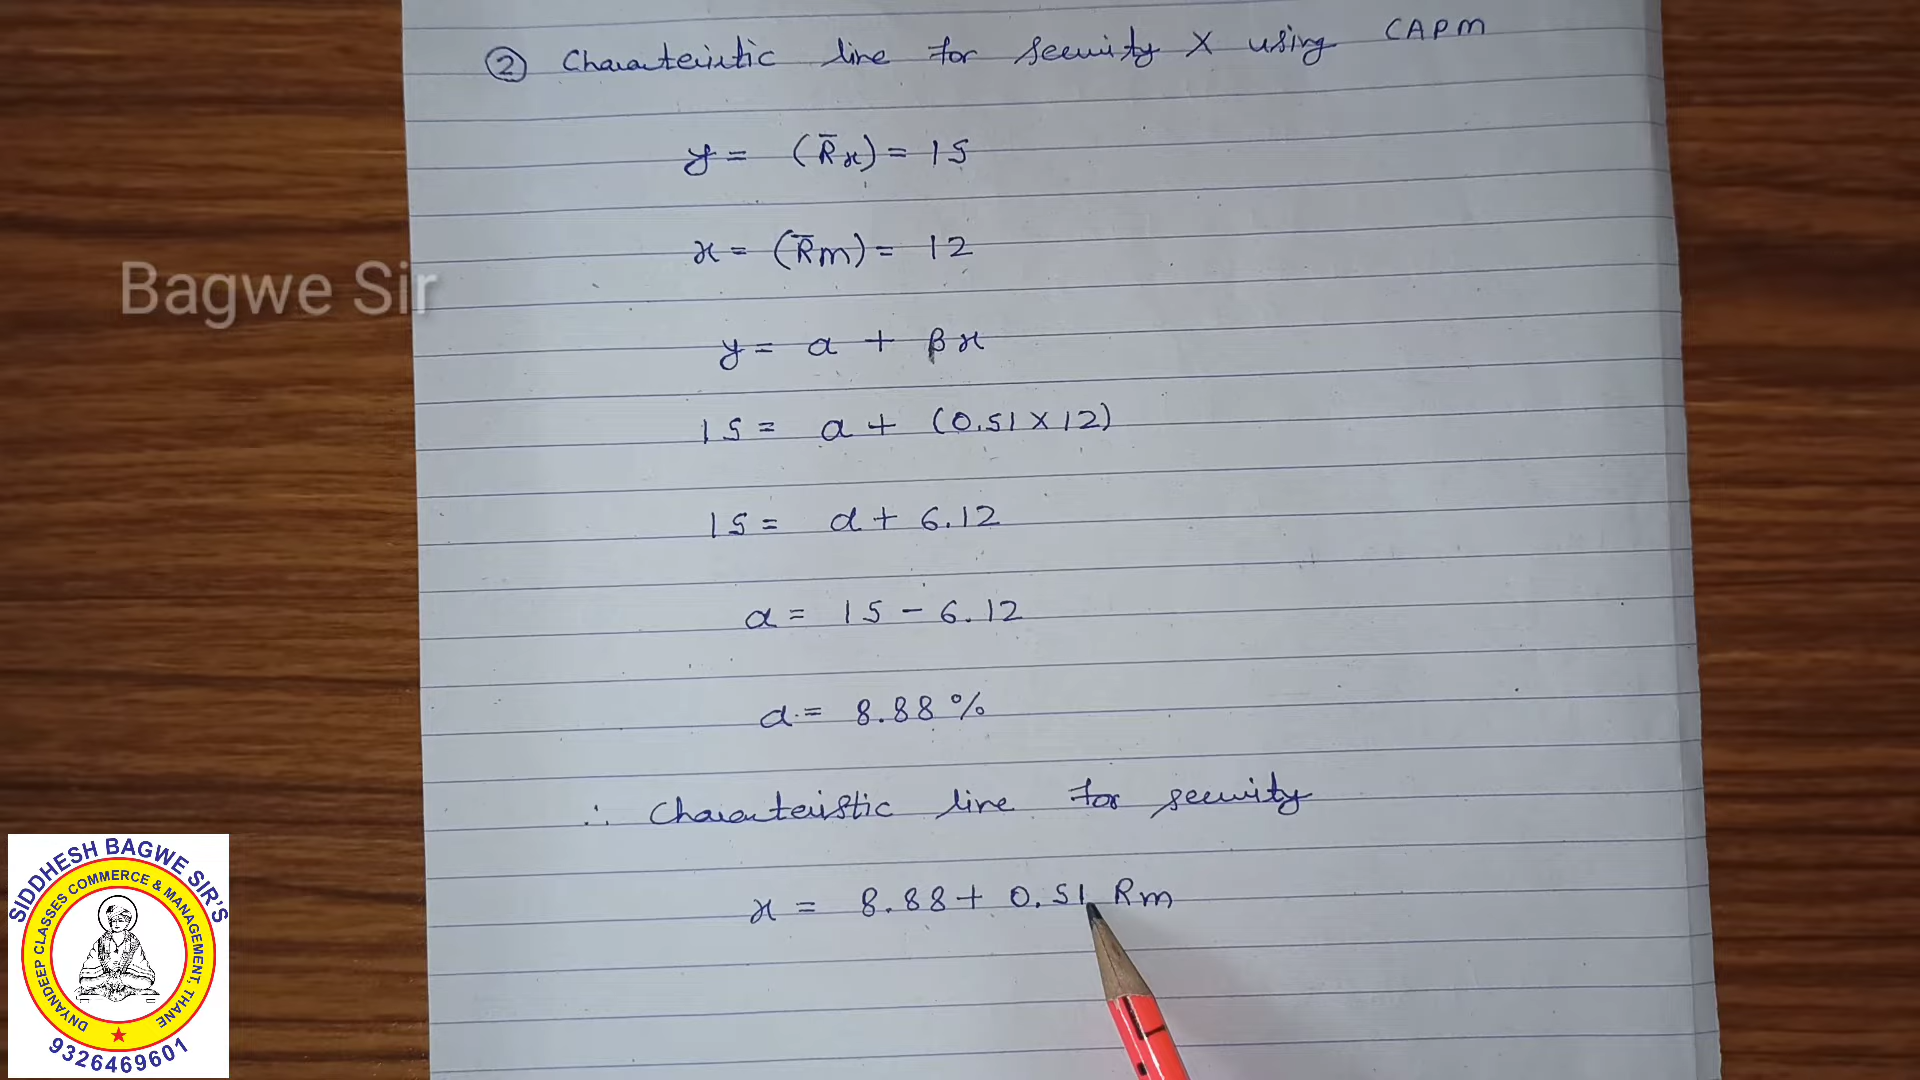 ② Characteristic line for security X using CAPM
y = (R̄x) = 15
x = (R̄m) = 12
Bagwe Sir
y = α + βx
15 = α + (0.51 × 12)
15 = α + 6.12
α = 15 - 6.12
α = 8.88 %
∴ Characteristic line for security
x = 8.88 + 0.51 Rm
SIDDHESH BAGWE SIR'S
DNYANDEEP CLASSES COMMERCE & MANAGEMENT, THANE
9326469601